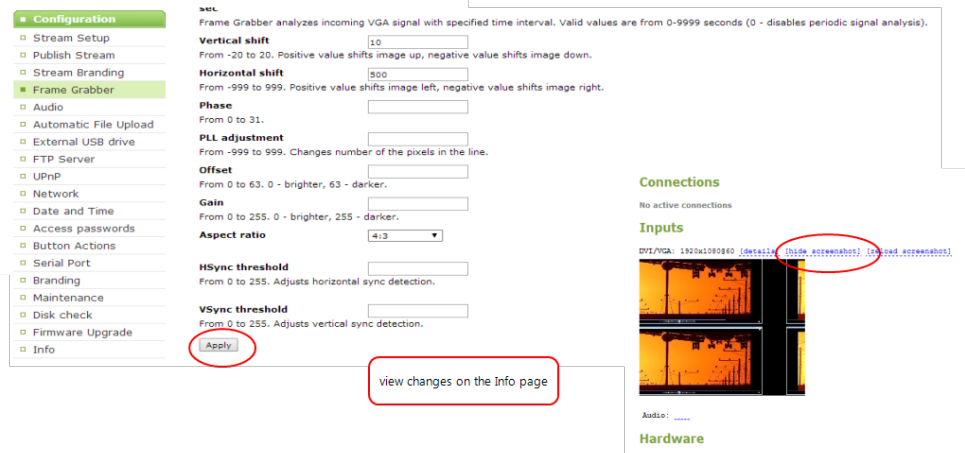 Configuration
Stream Setup
Publish Stream
Stream Branding
Frame Grabber
Audio
Automatic File Upload
External USB drive
FTP Server
UPnP
Network
Date and Time
Access passwords
Button Actions
Serial Port
Branding
Maintenance
Disk check
Firmware Upgrade
Info
sec
Frame Grabber analyzes incoming VGA signal with specified time interval. Valid values are from 0-9999 seconds (0 - disables periodic signal analysis).
Vertical shift 10
From -20 to 20. Positive value shifts image up, negative value shifts image down.
Horizontal shift 500
From -999 to 999. Positive value shifts image left, negative value shifts image right.
Phase
From 0 to 31.
PLL adjustment
From -999 to 999. Changes number of the pixels in the line.
Offset
From 0 to 63. 0 - brighter, 63 - darker.
Gain
From 0 to 255. 0 - brighter, 255 - darker.
Aspect ratio 4:3
HSync threshold
From 0 to 255. Adjusts horizontal sync detection.
VSync threshold
From 0 to 255. Adjusts vertical sync detection.
Apply
view changes on the Info page
Connections
No active connections
Inputs
DVI/VGA: 1920x1080@60 [details] [hide screenshot] [reload screenshot]
Audio:
Hardware